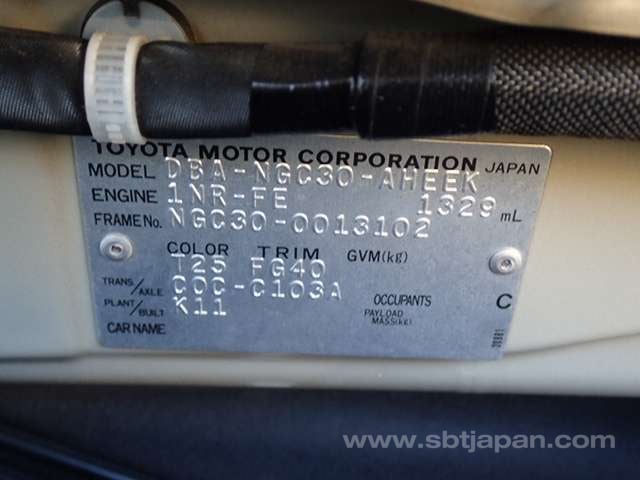 TOYOTA MOTOR CORPORATION JAPAN
MODEL DBA-NGC30-AHEEK
ENGINE 1NR-FE 1329 mL
FRAME No. NGC30-0013102
COLOR TRIM GVM(kg)
T25 FG40
TRANS/AXLE C0C-C103A OCCUPANTS C
PLANT/BUILT K11 PAYLOAD MASS(kg)
CAR NAME
www.sbtjapan.com